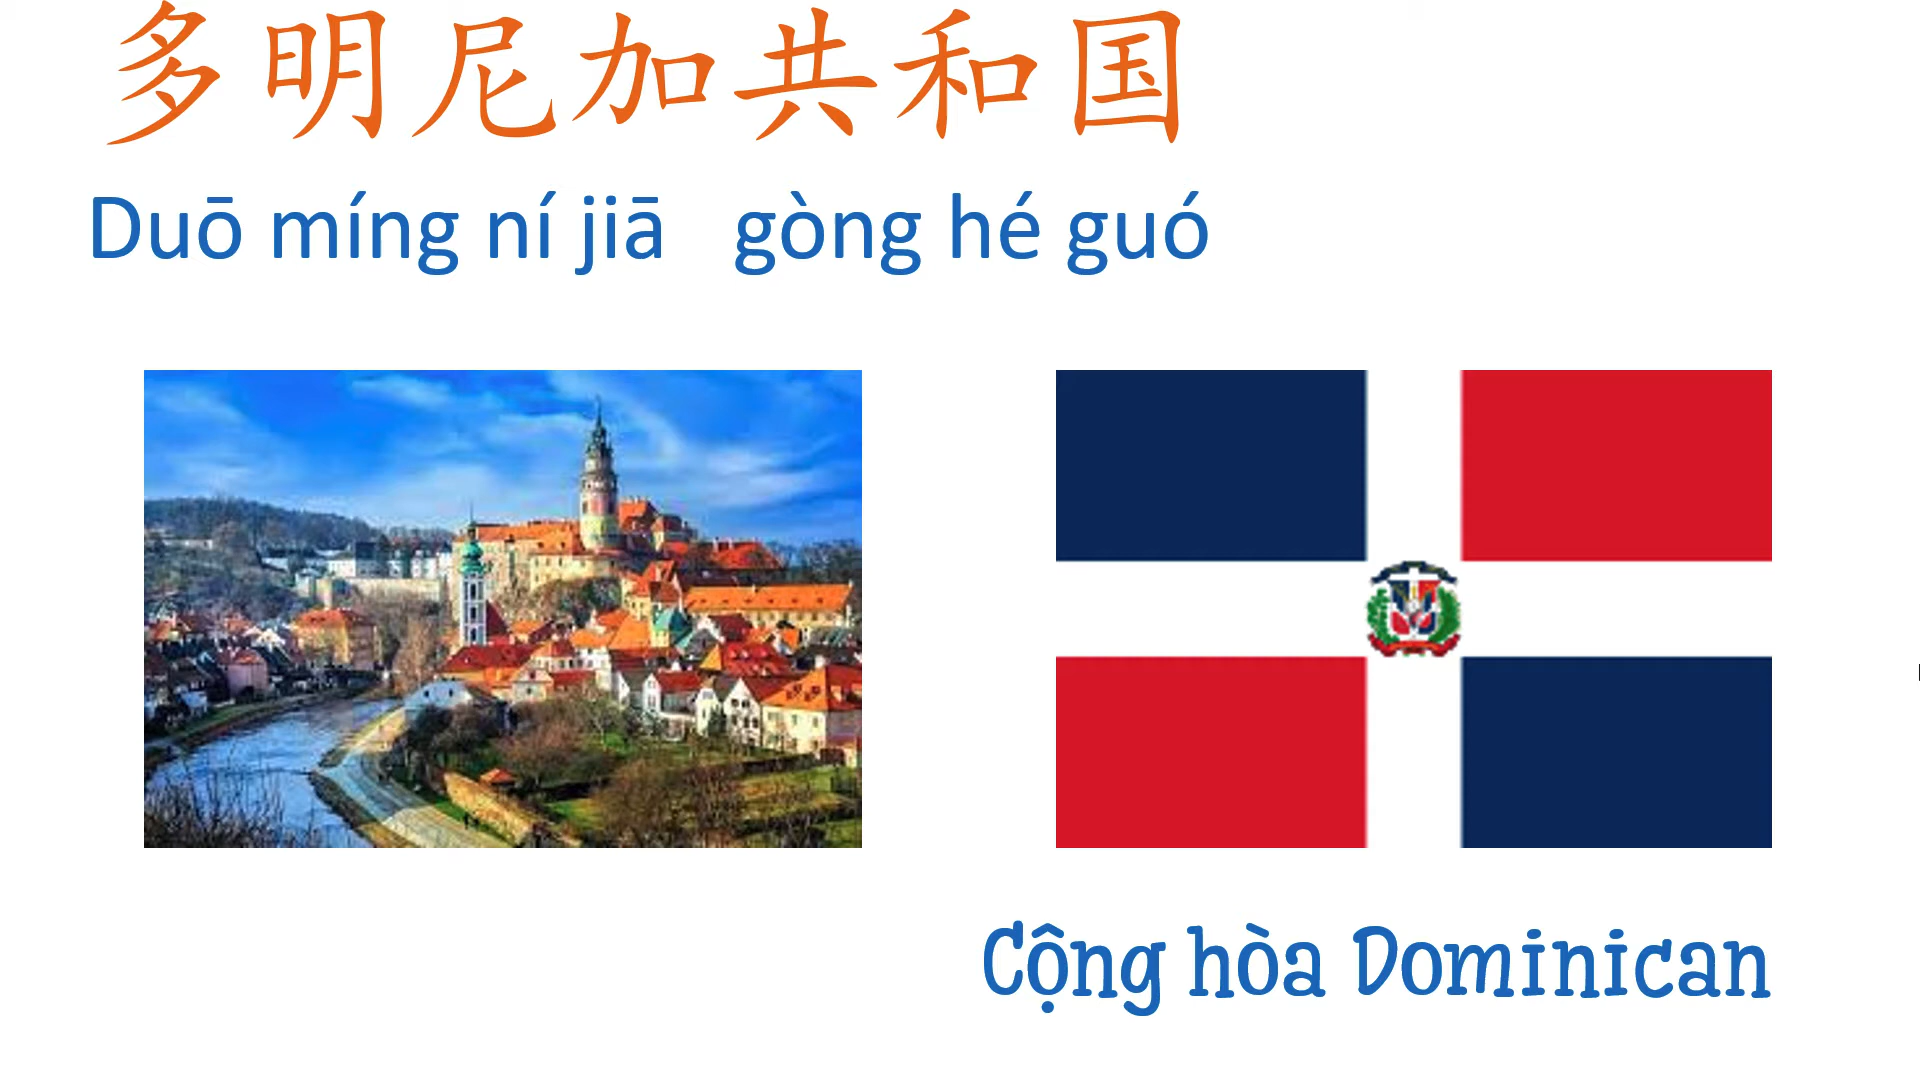 多明尼加共和国
Duō míng ní jiā gòng hé guó
Cộng hòa Dominican